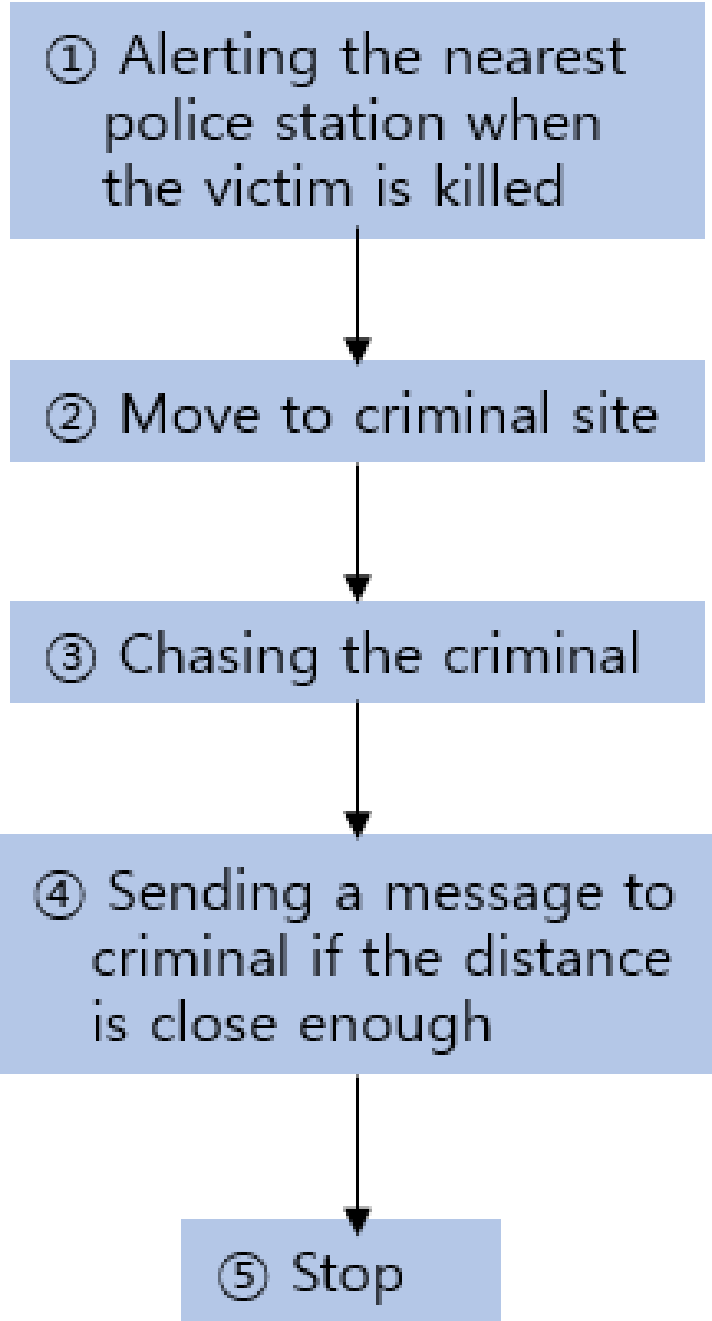 ① Alerting the nearest
police station when
the victim is killed
② Move to criminal site
③ Chasing the criminal
④ Sending a message to
criminal if the distance
is close enough
⑤ Stop